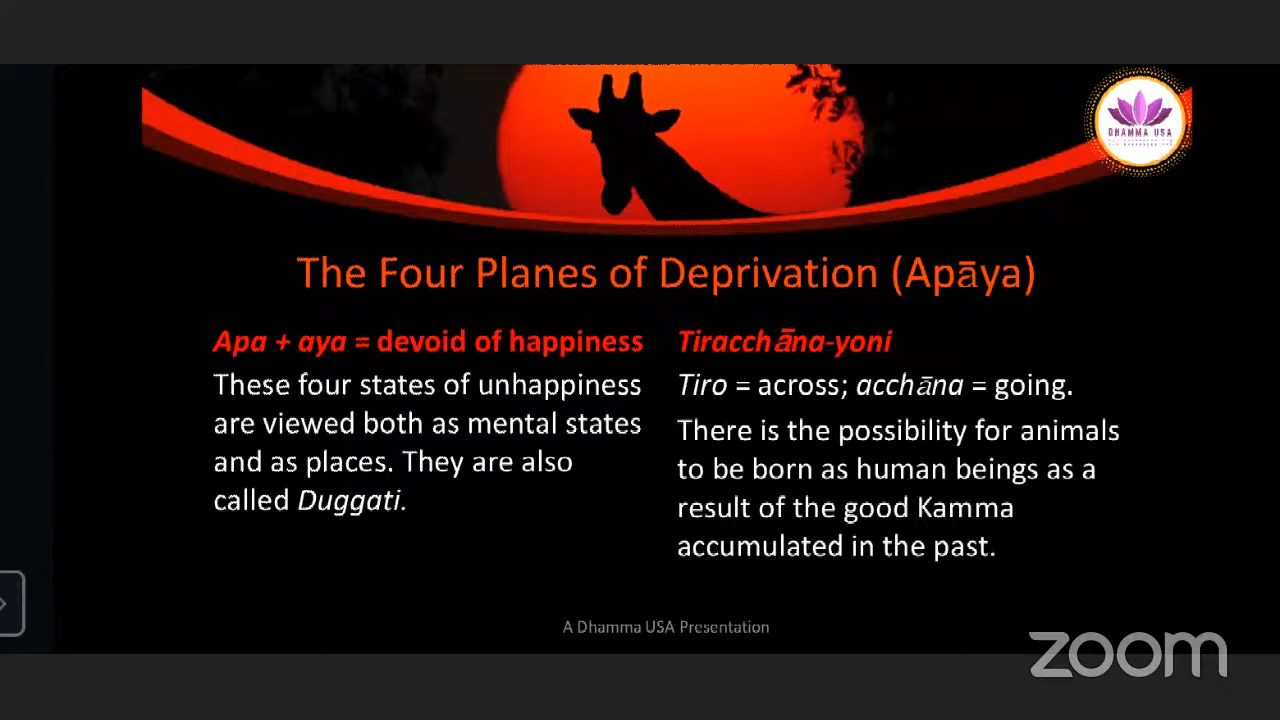 DHAMMA USA
The Four Planes of Deprivation (Apāya)
Apa + aya = devoid of happiness
These four states of unhappiness
are viewed both as mental states
and as places. They are also
called Duggati.
Tiracchāna-yoni
Tiro = across; acchāna = going.
There is the possibility for animals
to be born as human beings as a
result of the good Kamma
accumulated in the past.
A Dhamma USA Presentation
zoom